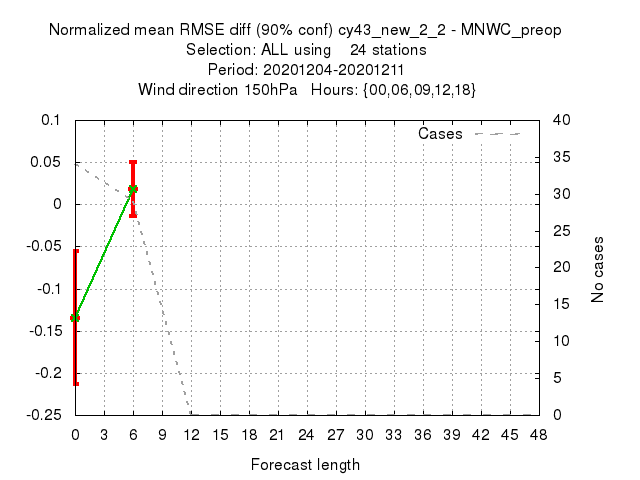 Normalized mean RMSE diff (90% conf) cy43_new_2_2 - MNWC_preop
Selection: ALL using    24 stations
Period: 20201204-20201211
Wind direction 150hPa   Hours: {00,06,09,12,18}
Cases
0.1
0.05
0
-0.05
-0.1
-0.15
-0.2
-0.25
40
35
30
25
20
15
10
5
0
No cases
0 3 6 9 12 15 18 21 24 27 30 33 36 39 42 45 48
Forecast length